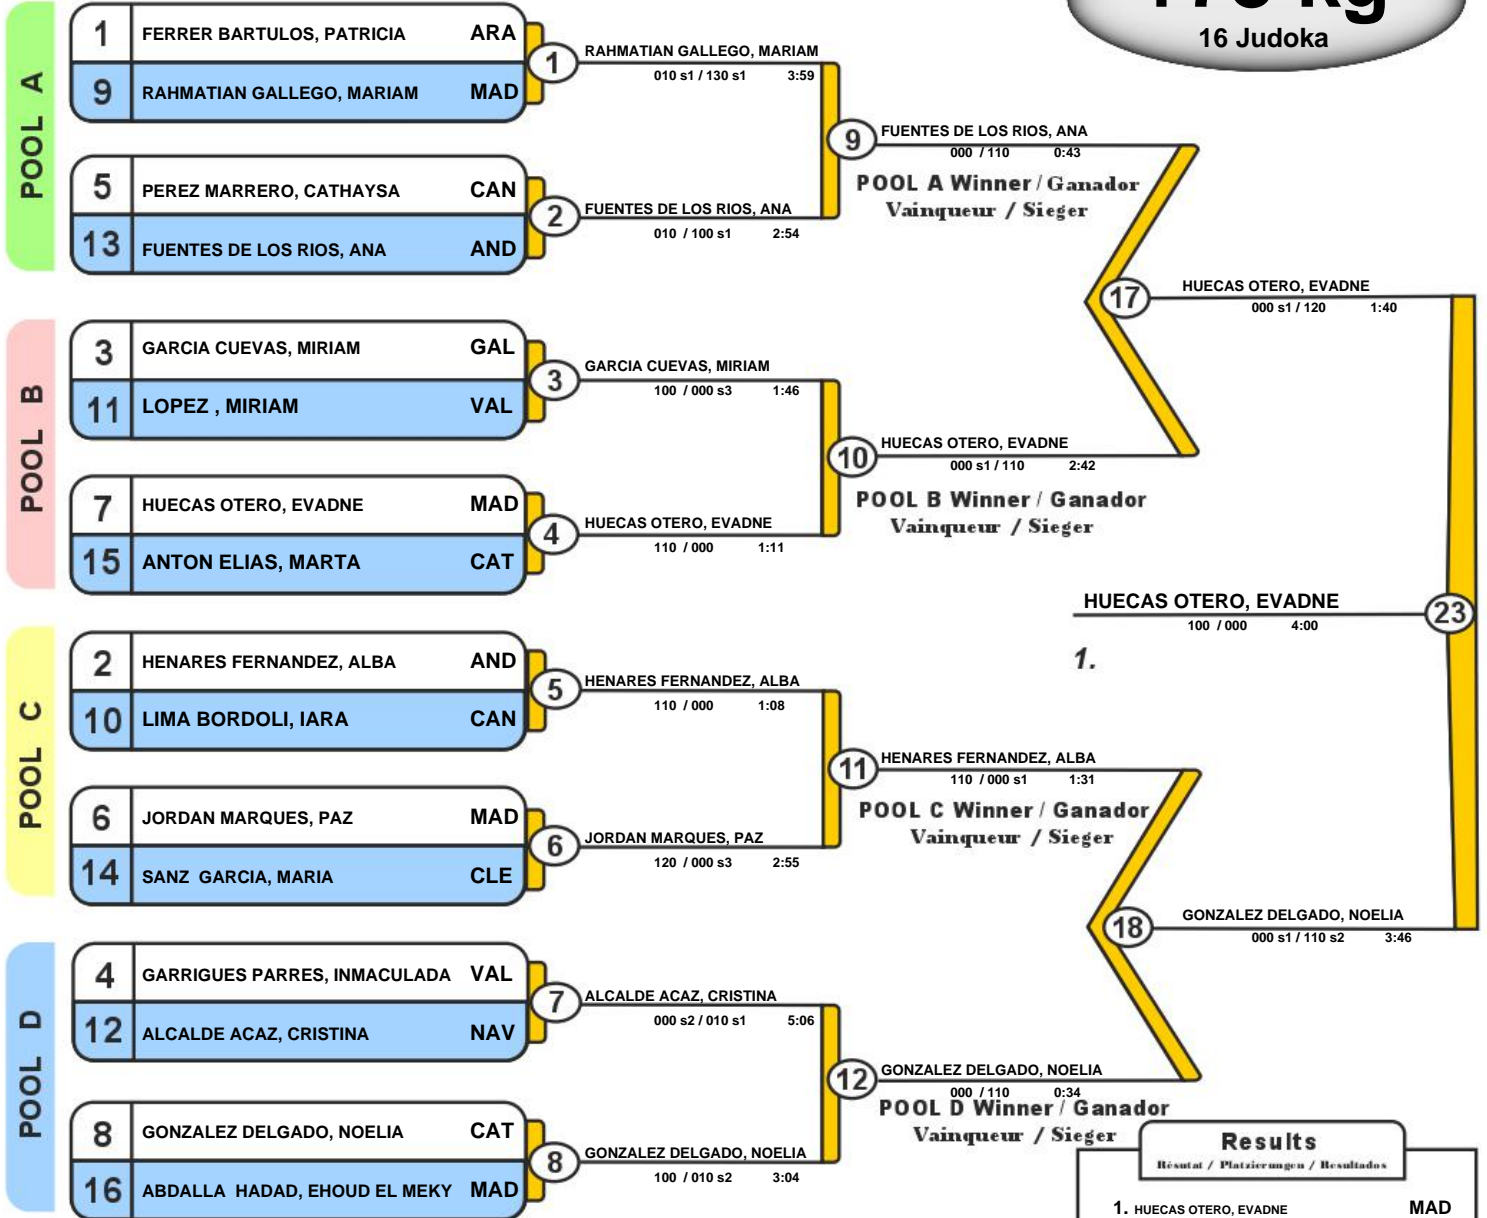 16 Judoka
POOL A
1 FERRER BARTULOS, PATRICIA ARA
9 RAHMATIAN GALLEGO, MARIAM MAD
1
RAHMATIAN GALLEGO, MARIAM
010 s1 / 130 s1 3:59
5 PEREZ MARRERO, CATHAYSA CAN
13 FUENTES DE LOS RIOS, ANA AND
2
FUENTES DE LOS RIOS, ANA
010 / 100 s1 2:54
9
FUENTES DE LOS RIOS, ANA
000 / 110 0:43
POOL A Winner / Ganador
Vainqueur / Sieger
POOL B
3 GARCIA CUEVAS, MIRIAM GAL
11 LOPEZ , MIRIAM VAL
3
GARCIA CUEVAS, MIRIAM
100 / 000 s3 1:46
7 HUECAS OTERO, EVADNE MAD
15 ANTON ELIAS, MARTA CAT
4
HUECAS OTERO, EVADNE
110 / 000 1:11
10
HUECAS OTERO, EVADNE
000 s1 / 110 2:42
POOL B Winner / Ganador
Vainqueur / Sieger
17
HUECAS OTERO, EVADNE
000 s1 / 120 1:40
HUECAS OTERO, EVADNE
23
100 / 000 4:00
1.
POOL C
2 HENARES FERNANDEZ, ALBA AND
10 LIMA BORDOLI, IARA CAN
5
HENARES FERNANDEZ, ALBA
110 / 000 1:08
6 JORDAN MARQUES, PAZ MAD
14 SANZ GARCIA, MARIA CLE
6
JORDAN MARQUES, PAZ
120 / 000 s3 2:55
11
HENARES FERNANDEZ, ALBA
110 / 000 s1 1:31
POOL C Winner / Ganador
Vainqueur / Sieger
18
GONZALEZ DELGADO, NOELIA
000 s1 / 110 s2 3:46
POOL D
4 GARRIGUES PARRES, INMACULADA VAL
12 ALCALDE ACAZ, CRISTINA NAV
7
ALCALDE ACAZ, CRISTINA
000 s2 / 010 s1 5:06
8 GONZALEZ DELGADO, NOELIA CAT
16 ABDALLA HADAD, EHOUD EL MEKY MAD
8
GONZALEZ DELGADO, NOELIA
100 / 010 s2 3:04
12
GONZALEZ DELGADO, NOELIA
000 / 110 0:34
POOL D Winner / Ganador
Vainqueur / Sieger
Results
Résutat / Platzierungen / Resultados
1. HUECAS OTERO, EVADNE MAD